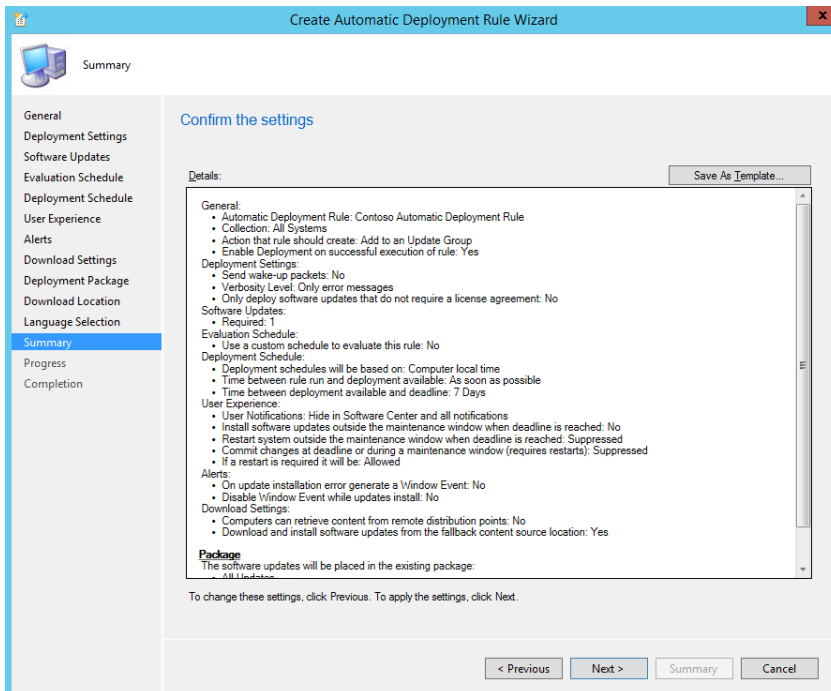 Create Automatic Deployment Rule Wizard
x
Summary
General
Deployment Settings
Software Updates
Evaluation Schedule
Deployment Schedule
User Experience
Alerts
Download Settings
Deployment Package
Download Location
Language Selection
Summary
Progress
Completion
Confirm the settings
Details:
Save As Template...
General:
• Automatic Deployment Rule: Contoso Automatic Deployment Rule
• Collection: All Systems
• Action that rule should create: Add to an Update Group
• Enable Deployment on successful execution of rule: Yes
Deployment Settings:
• Send wake-up packets: No
• Verbosity Level: Only error messages
• Only deploy software updates that do not require a license agreement: No
Software Updates:
• Required: 1
Evaluation Schedule:
• Use a custom schedule to evaluate this rule: No
Deployment Schedule:
• Deployment schedules will be based on: Computer local time
• Time between rule run and deployment available: As soon as possible
• Time between deployment available and deadline: 7 Days
User Experience:
• User Notifications: Hide in Software Center and all notifications
• Install software updates outside the maintenance window when deadline is reached: No
• Restart system outside the maintenance window when deadline is reached: Suppressed
• Commit changes at deadline or during a maintenance window (requires restarts): Suppressed
• If a restart is required it will be: Allowed
Alerts:
• On update installation error generate a Window Event: No
• Disable Window Event while updates install: No
Download Settings:
• Computers can retrieve content from remote distribution points: No
• Download and install software updates from the fallback content source location: Yes
Package
The software updates will be placed in the existing package:
• All Updates
To change these settings, click Previous. To apply the settings, click Next.
< Previous
Next >
Summary
Cancel